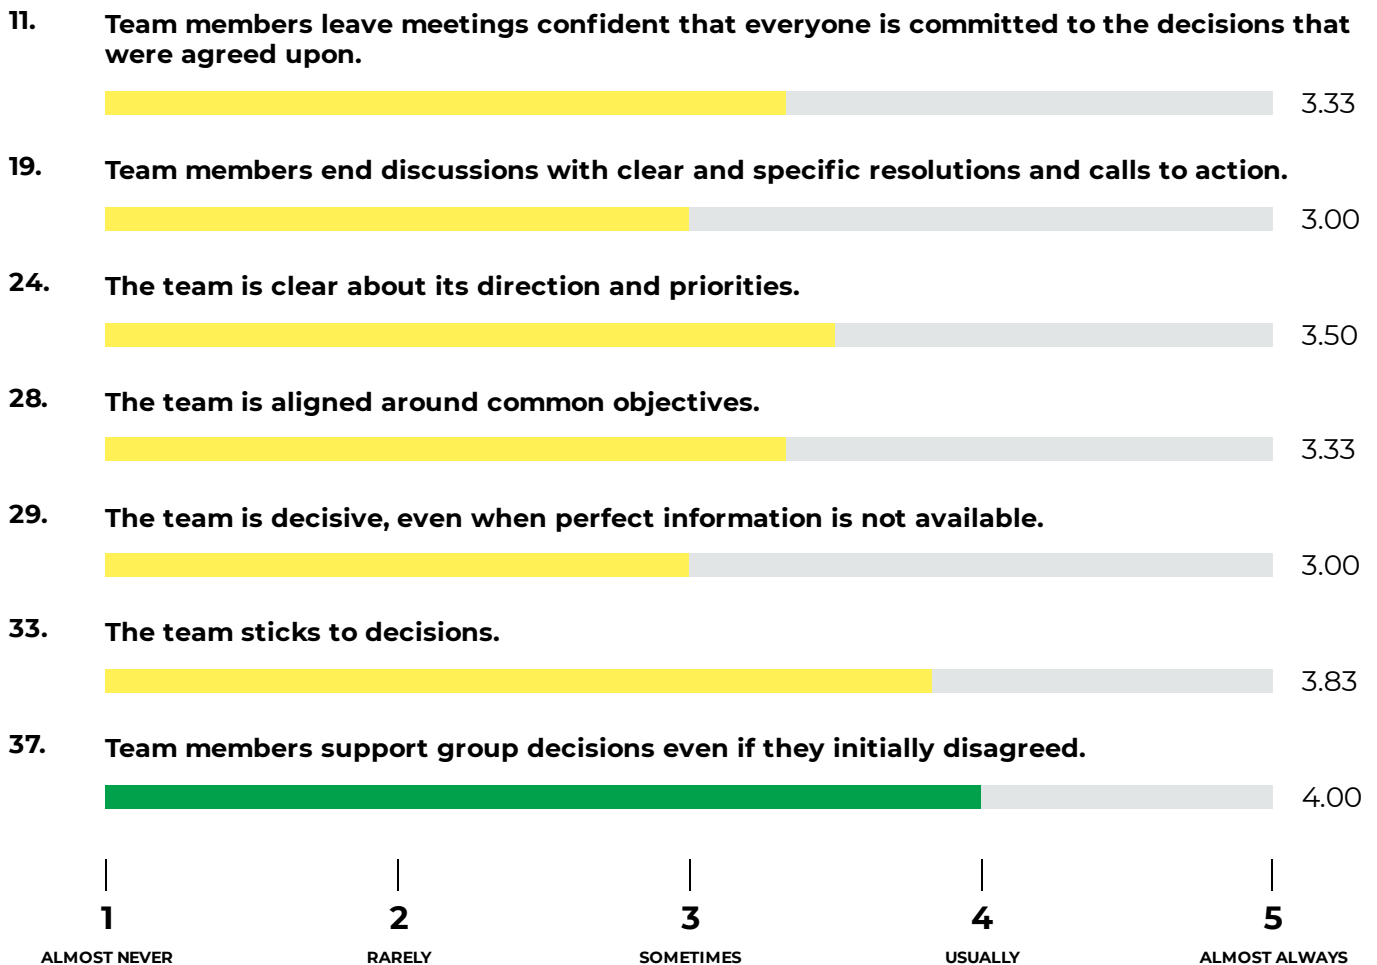 11. Team members leave meetings confident that everyone is committed to the decisions that
were agreed upon.
3.33
19. Team members end discussions with clear and specific resolutions and calls to action.
3.00
24. The team is clear about its direction and priorities.
3.50
28. The team is aligned around common objectives.
3.33
29. The team is decisive, even when perfect information is not available.
3.00
33. The team sticks to decisions.
3.83
37. Team members support group decisions even if they initially disagreed.
4.00
1 2 3 4 5
ALMOST NEVER RARELY SOMETIMES USUALLY ALMOST ALWAYS